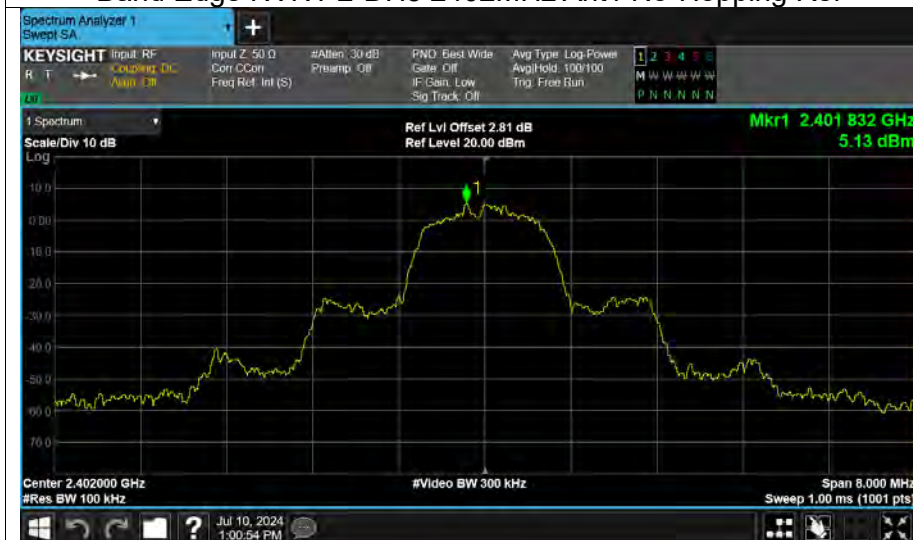 Spectrum Analyzer 1
Swept SA
+
KEYSIGHT
R T
Input: RF
Coupling: DC
Align: Off
Input Z: 50 Ω
Corr CCorr
Freq Ref: Int (S)
#Atten: 30 dB
Preamp: Off
PNO: Best Wide
Gate: Off
IF Gain: Low
Sig Track: Off
Avg Type: Log-Power
Avg|Hold: 100/100
Trig: Free Run
1 2 3 4 5 6
M W W W W W
P N N N N N
1 Spectrum
Scale/Div 10 dB
Log
Ref Lvl Offset 2.81 dB
Ref Level 20.00 dBm
Mkr1 2.401 832 GHz
5.13 dBm
1
10.0
0.00
-10.0
-20.0
-30.0
-40.0
-50.0
-60.0
-70.0
Center 2.402000 GHz
#Res BW 100 kHz
#Video BW 300 kHz
Span 8.000 MHz
Sweep 1.00 ms (1001 pts)
?
Jul 10, 2024
1:00:54 PM